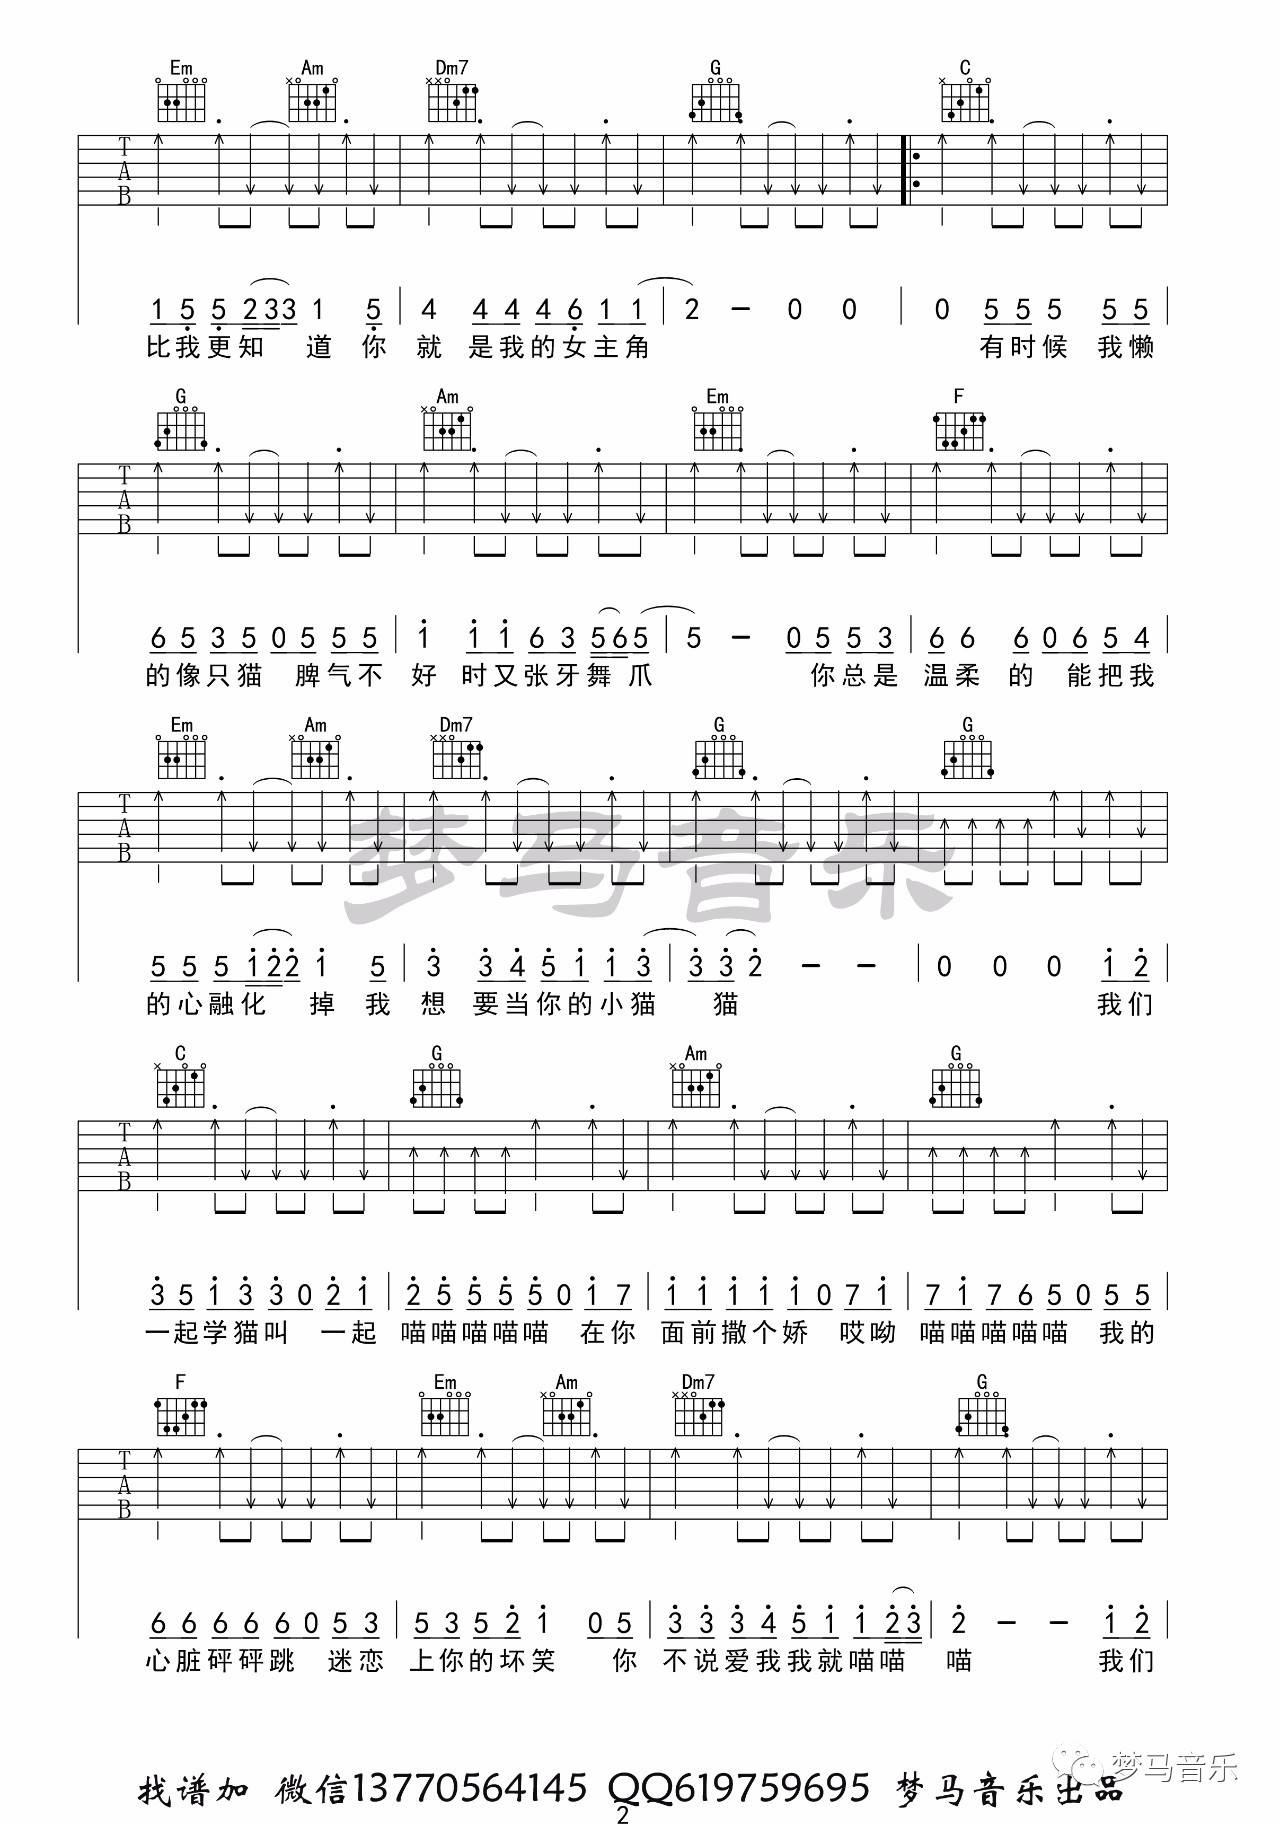 Em Am Dm7 G C
T
A
B
1 5 5 2 3 3 1 5 4 4 4 4 6 1 1 2 – 0 0 0 5 5 5 5 5
比我更知 道 你 就 是我的女主角 有时候 我懒
G Am Em F
T
A
B
6 5 3 5 0 5 5 5 1 1 1 6 3 5 6 5 5 – 0 5 5 3 6 6 6 0 6 5 4
的像只猫 脾气不 好 时又张牙舞 爪 你总是 温柔 的 能把我
Em Am Dm7 G G
T
A
B
梦马音乐
5 5 5 1 2 2 1 5 3 3 4 5 1 1 3 3 3 2 – – 0 0 0 1 2
的心融化 掉 我 想 要当你的小猫 猫 我们
C G Am G
T
A
B
3 5 1 3 3 0 2 1 2 5 5 5 5 0 1 7 1 1 1 1 1 0 7 1 7 1 7 6 5 0 5 5
一起学猫叫 一起 喵喵喵喵喵 在你 面前撒个娇 哎呦 喵喵喵喵喵 我的
F Em Am Dm7 G
T
A
B
6 6 6 6 6 0 5 3 5 3 5 2 1 0 5 3 3 3 4 5 1 1 2 3 2 – – 1 2
心脏砰砰跳 迷恋 上你的坏笑 你 不说爱我我就喵喵 喵 我们
梦马音乐
找谱加 微信13770564145 QQ619759695 梦马音乐出品
2